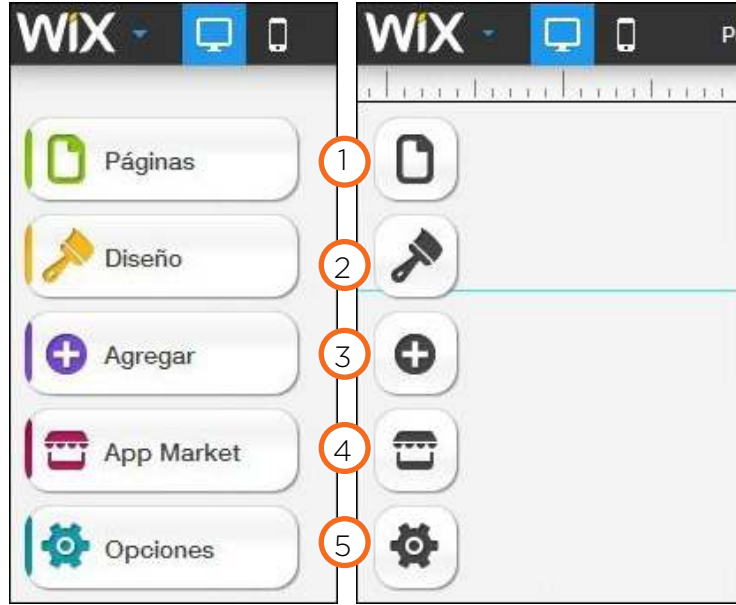 WiX
WiX
P
Páginas
1
Diseño
2
Agregar
3
App Market
4
Opciones
5